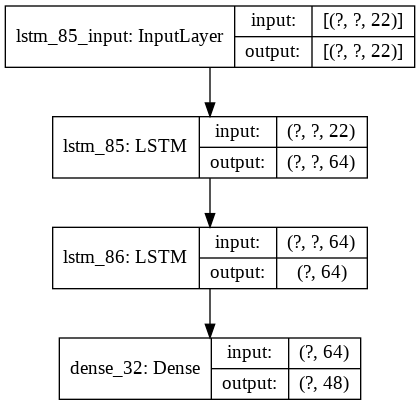 lstm_85_input: InputLayer
input: [(?, ?, 22)]
output: [(?, ?, 22)]
lstm_85: LSTM
input: (?, ?, 22)
output: (?, ?, 64)
lstm_86: LSTM
input: (?, ?, 64)
output: (?, 64)
dense_32: Dense
input: (?, 64)
output: (?, 48)